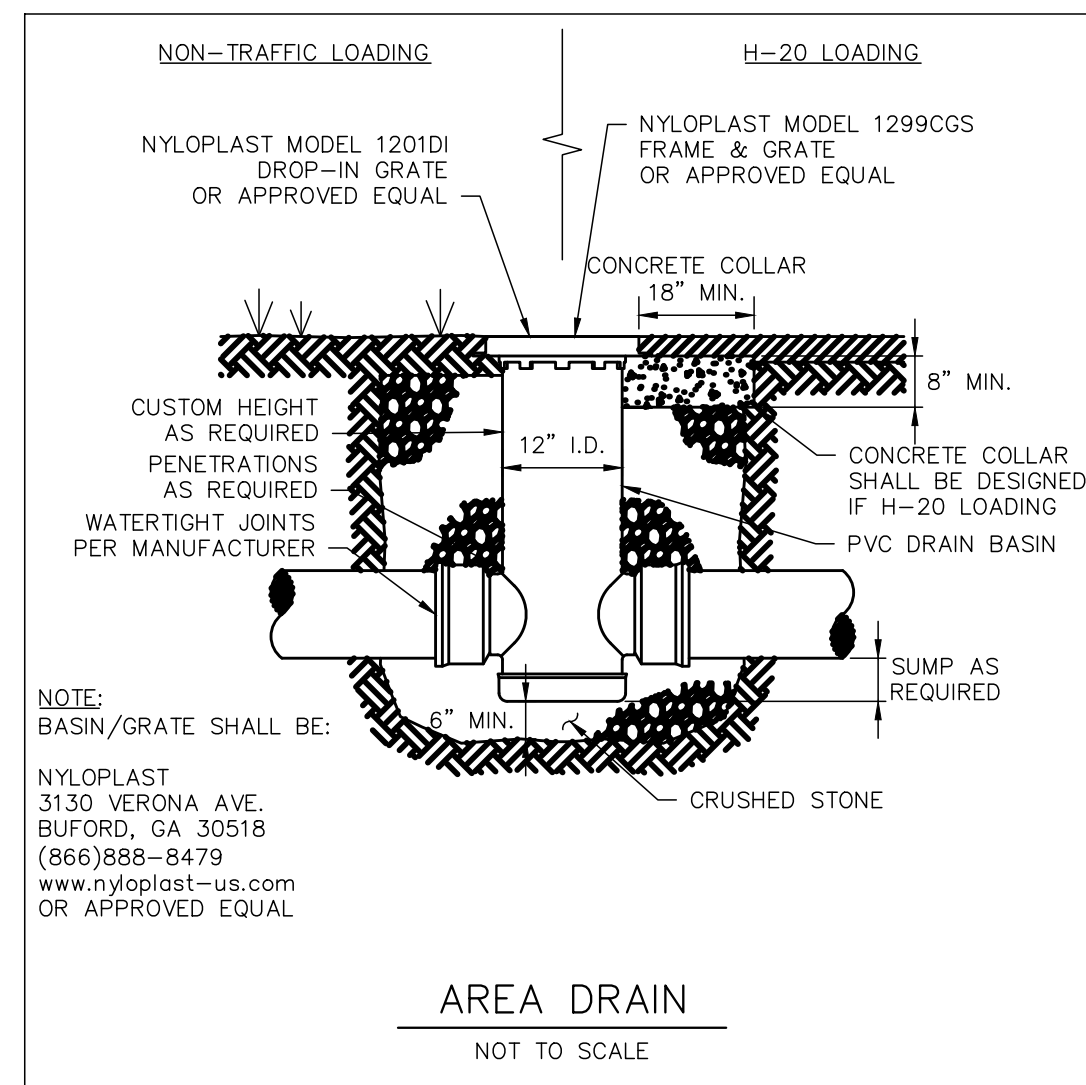 NON-TRAFFIC LOADING
H-20 LOADING
NYLOPLAST MODEL 1201DI
DROP-IN GRATE
OR APPROVED EQUAL
NYLOPLAST MODEL 1299CGS
FRAME & GRATE
OR APPROVED EQUAL
CONCRETE COLLAR
18" MIN.
8" MIN.
CUSTOM HEIGHT
AS REQUIRED
PENETRATIONS
AS REQUIRED
WATERTIGHT JOINTS
PER MANUFACTURER
12" I.D.
CONCRETE COLLAR
SHALL BE DESIGNED
IF H-20 LOADING
PVC DRAIN BASIN
SUMP AS
REQUIRED
6" MIN.
CRUSHED STONE
NOTE:
BASIN/GRATE SHALL BE:
NYLOPLAST
3130 VERONA AVE.
BUFORD, GA 30518
(866)888-8479
www.nyloplast-us.com
OR APPROVED EQUAL
AREA DRAIN
NOT TO SCALE